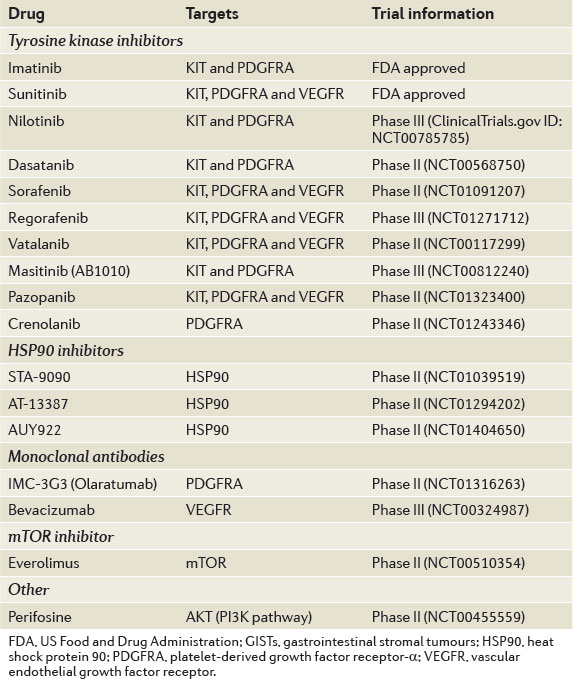 Drug Targets Trial information
Tyrosine kinase inhibitors
Imatinib KIT and PDGFRA FDA approved
Sunitinib KIT, PDGFRA and VEGFR FDA approved
Nilotinib KIT and PDGFRA Phase III (ClinicalTrials.gov ID:
NCT00785785)
Dasatanib KIT and PDGFRA Phase II (NCT00568750)
Sorafenib KIT, PDGFRA and VEGFR Phase II (NCT01091207)
Regorafenib KIT, PDGFRA and VEGFR Phase III (NCT01271712)
Vatalanib KIT, PDGFRA and VEGFR Phase II (NCT00117299)
Masitinib (AB1010) KIT and PDGFRA Phase III (NCT00812240)
Pazopanib KIT, PDGFRA and VEGFR Phase II (NCT01323400)
Crenolanib PDGFRA Phase II (NCT01243346)
HSP90 inhibitors
STA-9090 HSP90 Phase II (NCT01039519)
AT-13387 HSP90 Phase II (NCT01294202)
AUY922 HSP90 Phase II (NCT01404650)
Monoclonal antibodies
IMC-3G3 (Olaratumab) PDGFRA Phase II (NCT01316263)
Bevacizumab VEGFR Phase III (NCT00324987)
mTOR inhibitor
Everolimus mTOR Phase II (NCT00510354)
Other
Perifosine AKT (PI3K pathway) Phase II (NCT00455559)
FDA, US Food and Drug Administration; GISTs, gastrointestinal stromal tumours; HSP90, heat
shock protein 90; PDGFRA, platelet-derived growth factor receptor-α; VEGFR, vascular
endothelial growth factor receptor.